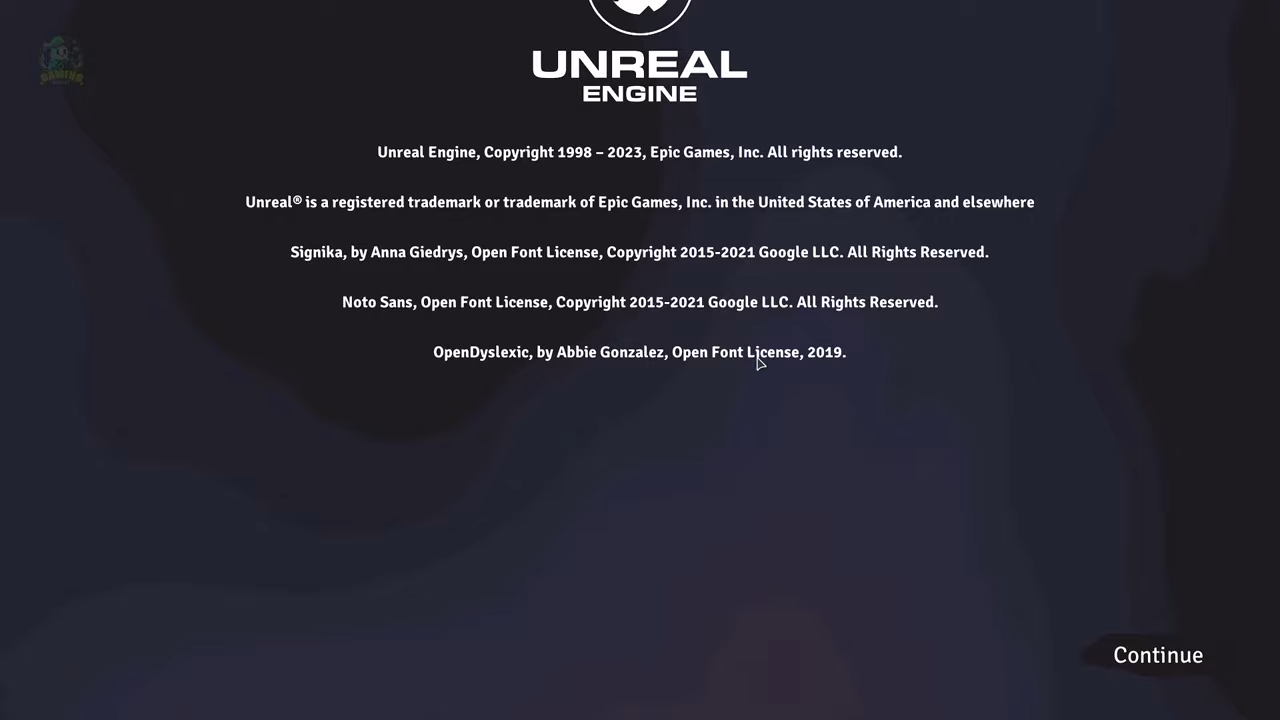 UNREAL
ENGINE
Unreal Engine, Copyright 1998 – 2023, Epic Games, Inc. All rights reserved.
Unreal® is a registered trademark or trademark of Epic Games, Inc. in the United States of America and elsewhere
Signika, by Anna Giedrys, Open Font License, Copyright 2015-2021 Google LLC. All Rights Reserved.
Noto Sans, Open Font License, Copyright 2015-2021 Google LLC. All Rights Reserved.
OpenDyslexic, by Abbie Gonzalez, Open Font License, 2019.
Continue